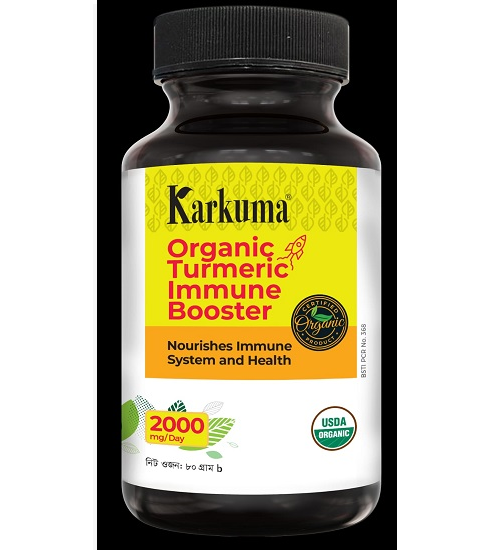 Karkuma®
Organic
Turmeric
Immune
Booster
CERTIFIED
Organic
PRODUCT
Nourishes Immune
System and Health
BSTI PCR No. 368
2000
mg/Day
USDA
ORGANIC
নিট ওজন: ৮০ গ্রাম b